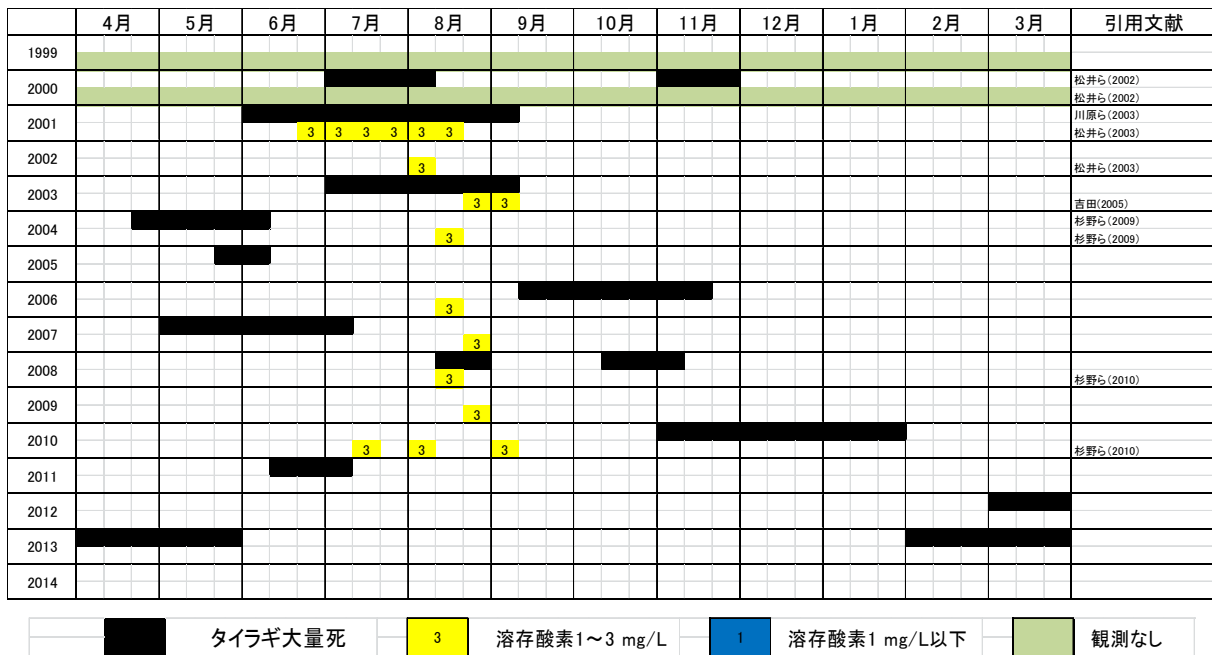 4月 5月 6月 7月 8月 9月 10月 11月 12月 1月 2月 3月 引用文献
1999
2000 松井ら(2002)
松井ら(2002)
2001 川原ら(2003)
3 3 3 3 3 3 松井ら(2003)
2002
3 松井ら(2003)
2003
3 3 吉田(2005)
2004 杉野ら(2009)
3 杉野ら(2009)
2005
2006
3
2007
3
2008
3 杉野ら(2010)
2009
3
2010
3 3 3 杉野ら(2010)
2011
2012
2013
2014
タイラギ大量死 3 溶存酸素1～3 mg/L 1 溶存酸素1 mg/L以下 観測なし